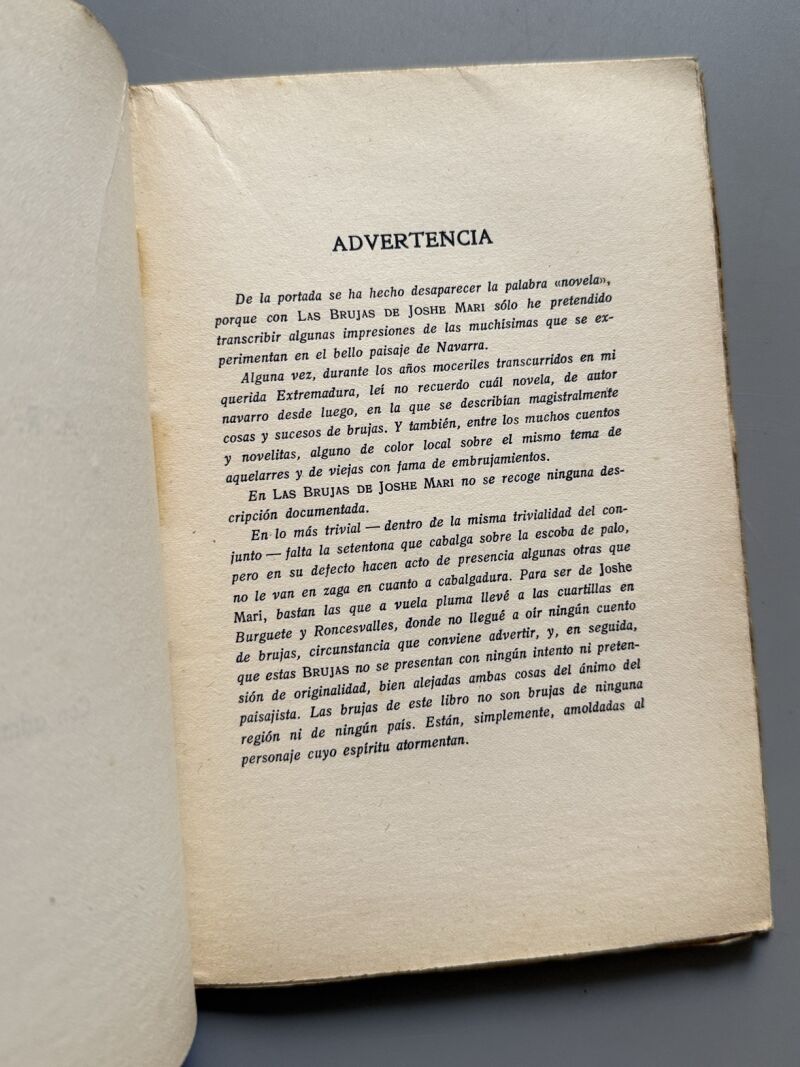 ADVERTENCIA
De la portada se ha hecho desaparecer la palabra «novela»,
porque con LAS BRUJAS DE JOSHE MARI sólo he pretendido
transcribir algunas impresiones de las muchísimas que se ex-
perimentan en el bello paisaje de Navarra.
Alguna vez, durante los años moceriles transcurridos en mi
querida Extremadura, leí no recuerdo cuál novela, de autor
navarro desde luego, en la que se describían magistralmente
cosas y sucesos de brujas. Y también, entre los muchos cuentos
y novelitas, alguno de color local sobre el mismo tema de
aquelarres y de viejas con fama de embrujamientos.
En LAS BRUJAS DE JOSHE MARI no se recoge ninguna des-
cripción documentada.
En lo más trivial — dentro de la misma trivialidad del con-
junto — falta la setentona que cabalga sobre la escoba de palo,
pero en su defecto hacen acto de presencia algunas otras que
no le van en zaga en cuanto a cabalgadura. Para ser de Joshe
Mari, bastan las que a vuela pluma llevé a las cuartillas en
Burguete y Roncesvalles, donde no llegué a oír ningún cuento
de brujas, circunstancia que conviene advertir, y, en seguida,
que estas BRUJAS no se presentan con ningún intento ni preten-
sión de originalidad, bien alejadas ambas cosas del ánimo del
paisajista. Las brujas de este libro no son brujas de ninguna
región ni de ningún país. Están, simplemente, amoldadas al
personaje cuyo espíritu atormentan.